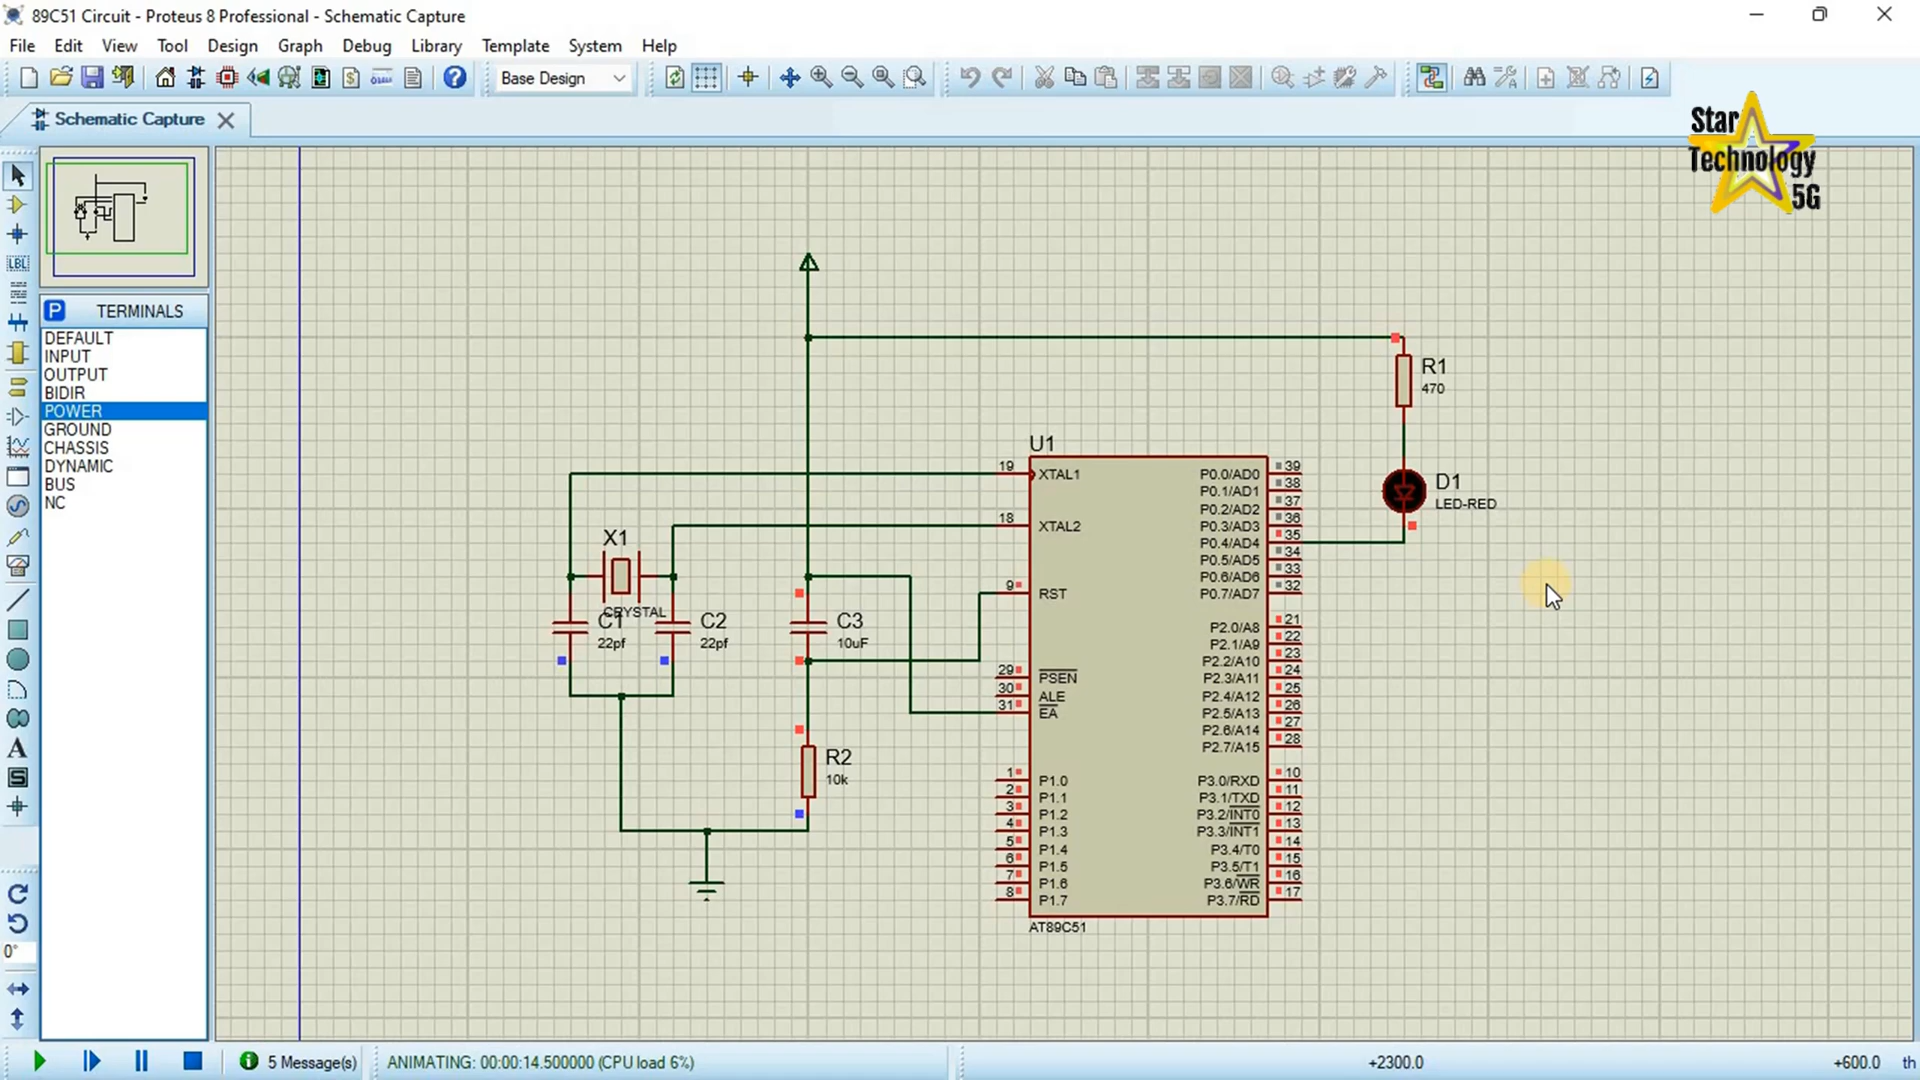 89C51 Circuit - Proteus 8 Professional - Schematic Capture
File Edit View Tool Design Graph Debug Library Template System Help
Base Design
Schematic Capture
Star
Technology
5G
P TERMINALS
DEFAULT
INPUT
OUTPUT
BIDIR
POWER
GROUND
CHASSIS
DYNAMIC
BUS
NC
LBL
A
S
0°
R1
470
D1
LED-RED
U1
19 XTAL1
18 XTAL2
9 RST
29 PSEN
30 ALE
31 EA
1 P1.0
2 P1.1
3 P1.2
4 P1.3
5 P1.4
6 P1.5
7 P1.6
8 P1.7
P0.0/AD0 39
P0.1/AD1 38
P0.2/AD2 37
P0.3/AD3 36
P0.4/AD4 35
P0.5/AD5 34
P0.6/AD6 33
P0.7/AD7 32
P2.0/A8 21
P2.1/A9 22
P2.2/A10 23
P2.3/A11 24
P2.4/A12 25
P2.5/A13 26
P2.6/A14 27
P2.7/A15 28
P3.0/RXD 10
P3.1/TXD 11
P3.2/INT0 12
P3.3/INT1 13
P3.4/T0 14
P3.5/T1 15
P3.6/WR 16
P3.7/RD 17
AT89C51
X1
CRYSTAL
C1
22pf
C2
22pf
C3
10uF
R2
10k
5 Message(s) ANIMATING: 00:00:14.500000 (CPU load 6%) +2300.0 +600.0 th